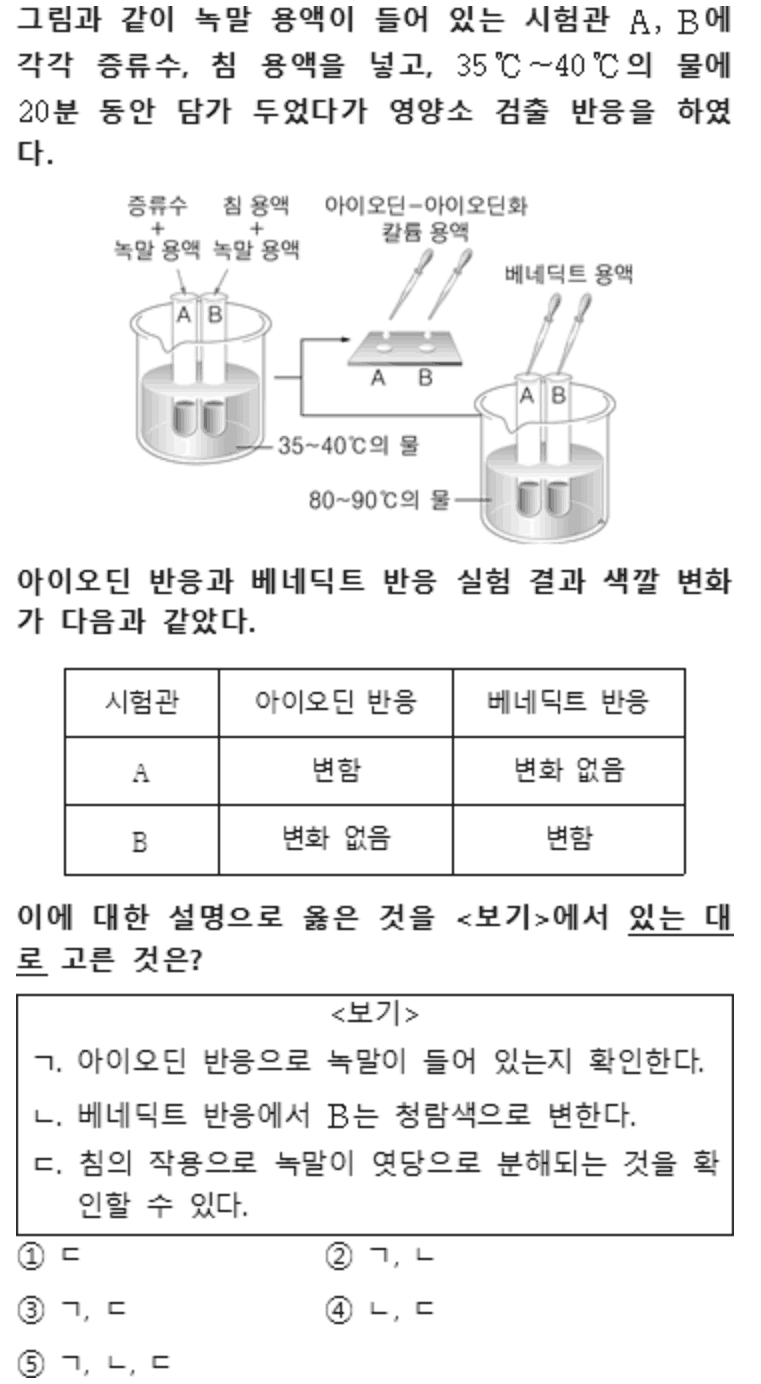 그림과 같이 녹말 용액이 들어 있는 시험관 A, B에
각각 증류수, 침 용액을 넣고, 35℃~40℃의 물에
20분 동안 담가 두었다가 영양소 검출 반응을 하였
다.
증류수
+
녹말 용액
침 용액
+
녹말 용액
아이오딘-아이오딘화
칼륨 용액
베네딕트 용액
A B
A B
A B
35~40℃의 물
80~90℃의 물
아이오딘 반응과 베네딕트 반응 실험 결과 색깔 변화
가 다음과 같았다.
시험관 아이오딘 반응 베네딕트 반응
A 변함 변화 없음
B 변화 없음 변함
이에 대한 설명으로 옳은 것을 <보기>에서 있는 대
로 고른 것은?
<보기>
ㄱ. 아이오딘 반응으로 녹말이 들어 있는지 확인한다.
ㄴ. 베네딕트 반응에서 B는 청람색으로 변한다.
ㄷ. 침의 작용으로 녹말이 엿당으로 분해되는 것을 확
인할 수 있다.
① ㄷ ② ㄱ, ㄴ
③ ㄱ, ㄷ ④ ㄴ, ㄷ
⑤ ㄱ, ㄴ, ㄷ